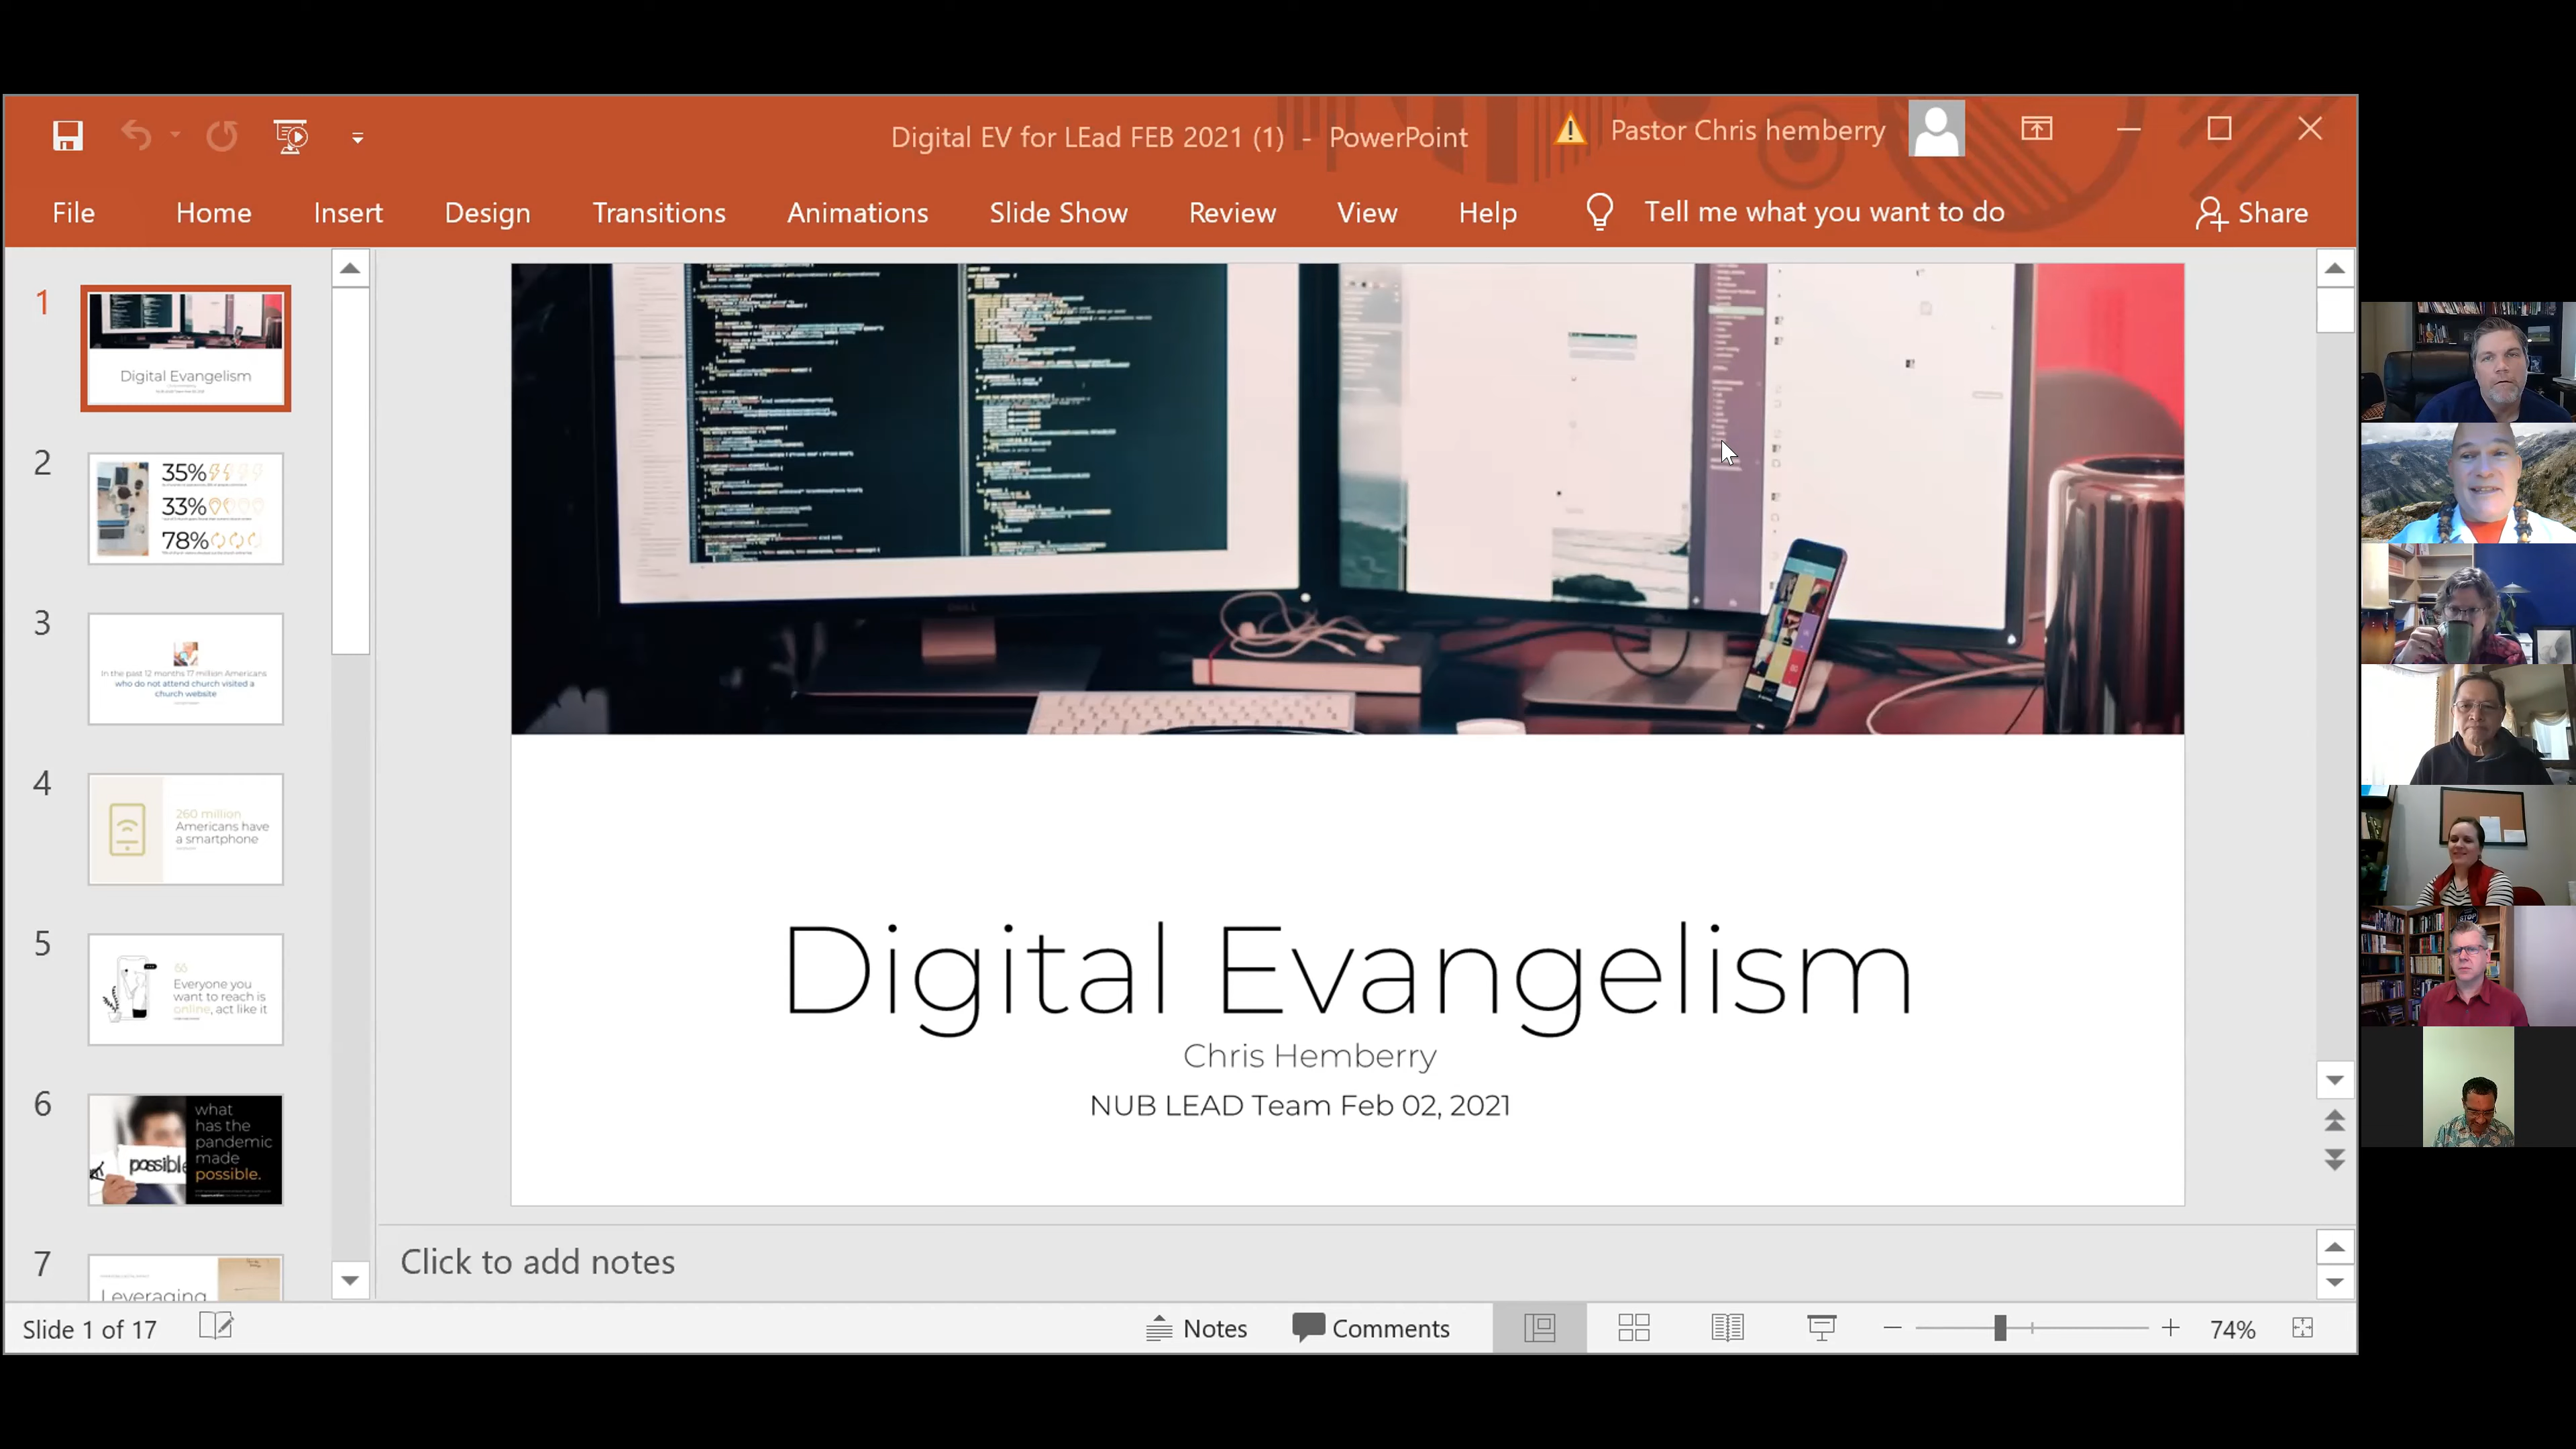 Digital EV for LEad FEB 2021 (1) - PowerPoint
Pastor Chris hemberry
File Home Insert Design Transitions Animations Slide Show Review View Help Tell me what you want to do Share
1
Digital Evangelism
2
35%
33%
78%
3
In the past 12 months 17 million Americans
who do not attend church visited a
church website
4
260 million
Americans have
a smartphone
5
Everyone you
want to reach is
online, act like it
6
possible
what
has the
pandemic
made
possible.
7
Leveraging
Digital Evangelism
Chris Hemberry
NUB LEAD Team Feb 02, 2021
Click to add notes
Slide 1 of 17
Notes
Comments
74%